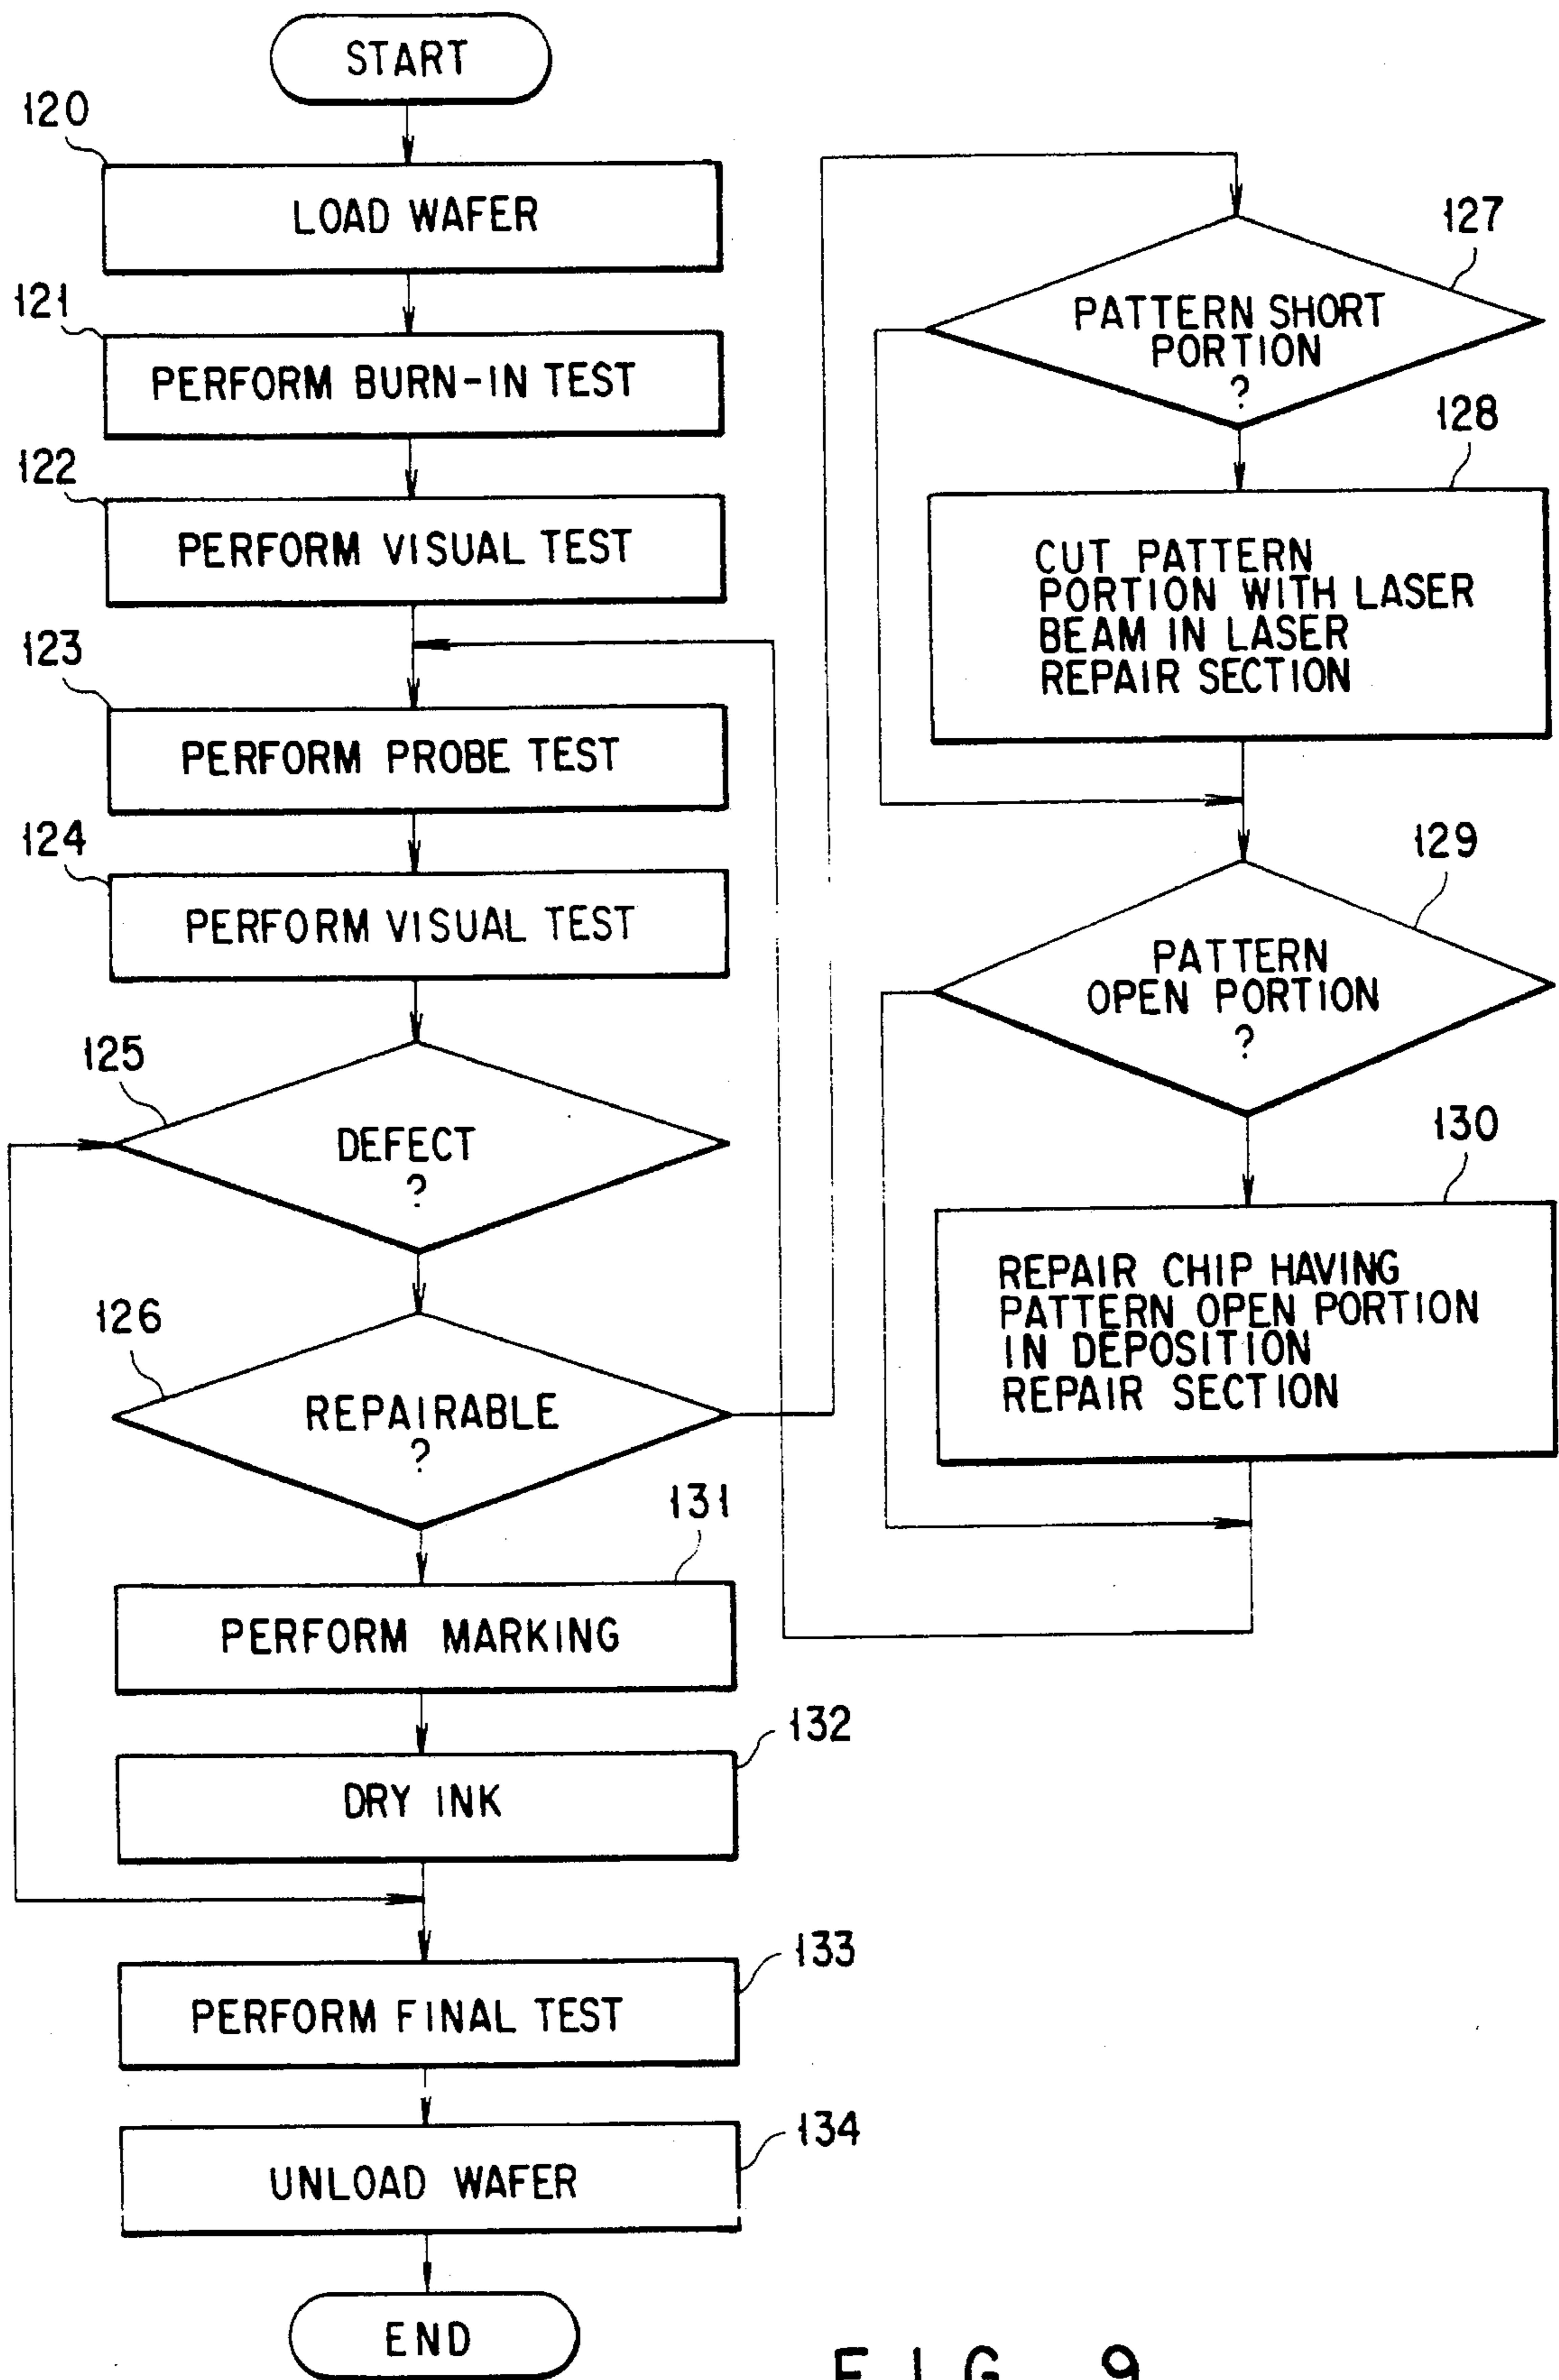 START
120
LOAD WAFER
121
PERFORM BURN-IN TEST
122
PERFORM VISUAL TEST
123
PERFORM PROBE TEST
124
PERFORM VISUAL TEST
125
DEFECT
?
126
REPAIRABLE
?
131
PERFORM MARKING
132
DRY INK
133
PERFORM FINAL TEST
134
UNLOAD WAFER
END
127
PATTERN SHORT
PORTION
?
128
CUT PATTERN
PORTION WITH LASER
BEAM IN LASER
REPAIR SECTION
129
PATTERN
OPEN PORTION
?
130
REPAIR CHIP HAVING
PATTERN OPEN PORTION
IN DEPOSITION
REPAIR SECTION
FIG. 9